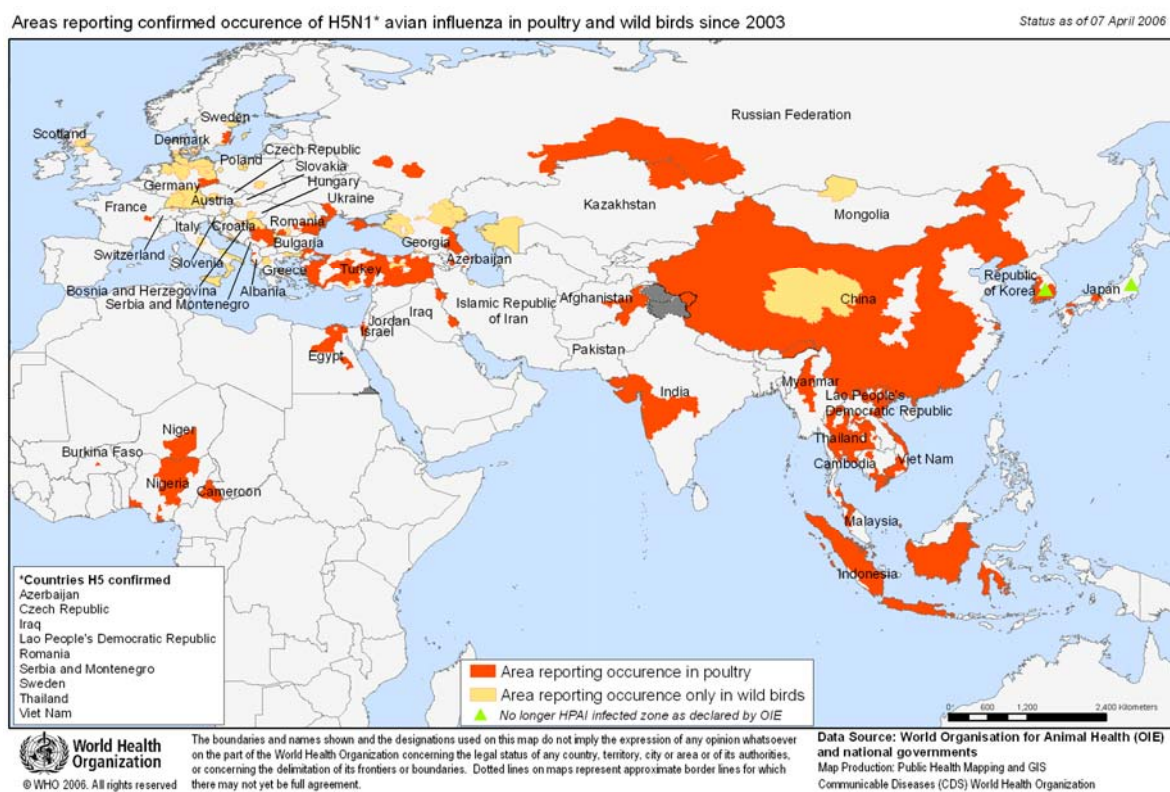 Areas reporting confirmed occurence of H5N1* avian influenza in poultry and wild birds since 2003
Status as of 07 April 2006
Russian Federation
Sweden
Scotland
Denmark
Czech Republic
Poland
Slovakia
Hungary
Germany
Ukraine
Austria
France
Kazakhstan
Romania
Croatia
Italy
Mongolia
Bulgaria
Georgia
Switzerland
Slovenia
Azerbaijan
Greece
Turkey
Republic
of Korea
Japan
Bosnia and Herzegovina
Albania
Serbia and Montenegro
Afghanistan
China
Islamic Republic
of Iran
Iraq
Jordan
Israel
Pakistan
Egypt
Myanmar
India
Lao People's
Democratic Republic
Niger
Thailand
Burkina Faso
Viet Nam
Cambodia
Nigeria
Cameroon
Malaysia
Indonesia
*Countries H5 confirmed
Azerbaijan
Czech Republic
Iraq
Lao People's Democratic Republic
Romania
Serbia and Montenegro
Sweden
Thailand
Viet Nam
Area reporting occurence in poultry
Area reporting occurence only in wild birds
No longer HPAI infected zone as declared by OIE
0 600 1,200 2,400 Kilometers
World Health
Organization
© WHO 2006. All rights reserved
The boundaries and names shown and the designations used on this map do not imply the expression of any opinion whatsoever
on the part of the World Health Organization concerning the legal status of any country, territory, city or area or of its authorities,
or concerning the delimitation of its frontiers or boundaries. Dotted lines on maps represent approximate border lines for which
there may not yet be full agreement.
Data Source: World Organisation for Animal Health (OIE)
and national governments
Map Production: Public Health Mapping and GIS
Communicable Diseases (CDS) World Health Organization